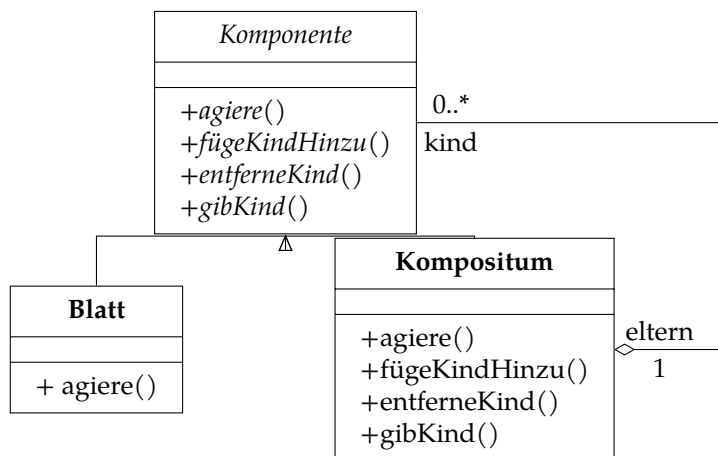 Komponente
+agiere()
+fügeKindHinzu()
+entferneKind()
+gibKind()
0..*
kind
Blatt
+ agiere()
Kompositum
+agiere()
+fügeKindHinzu()
+entferneKind()
+gibKind()
eltern
1